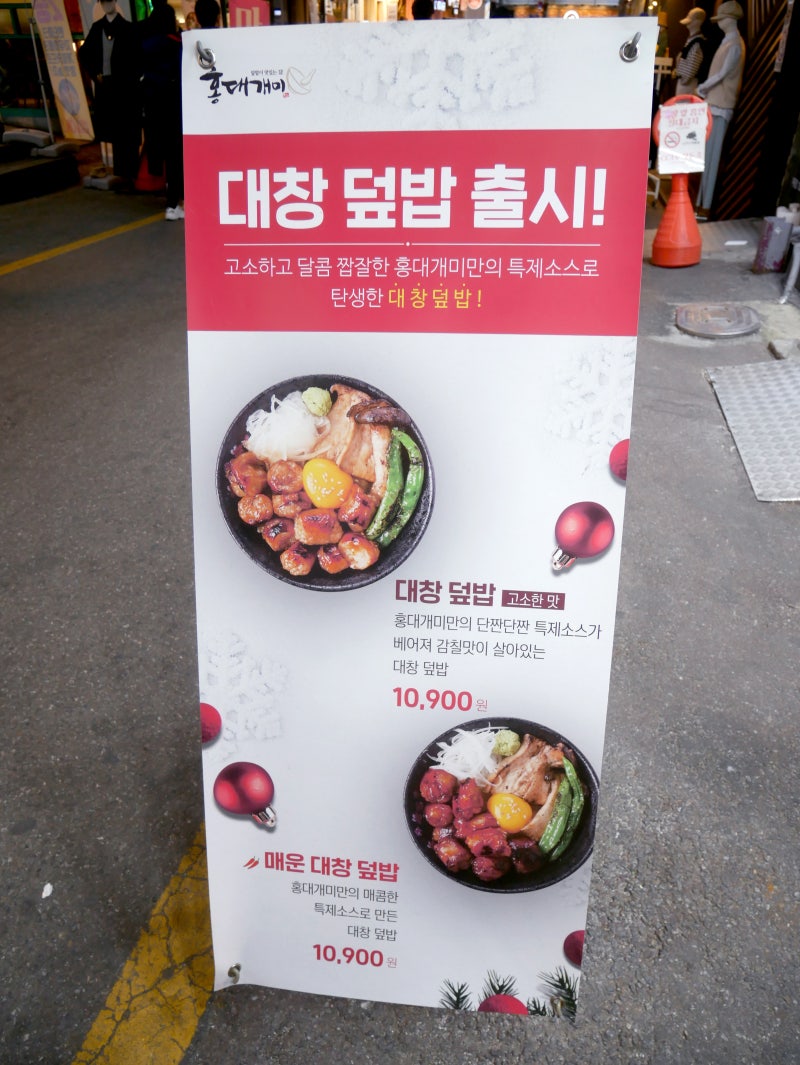 홍대개미
대창 덮밥 출시!
고소하고 달콤 짭잘한 홍대개미만의 특제소스로
탄생한 대창덮밥!
대창 덮밥 고소한 맛
홍대개미만의 단짠단짠 특제소스가
베어져 감칠맛이 살아있는
대창 덮밥
10,900원
매운 대창 덮밥
홍대개미만의 매콤한
특제소스로 만든
대창 덮밥
10,900원